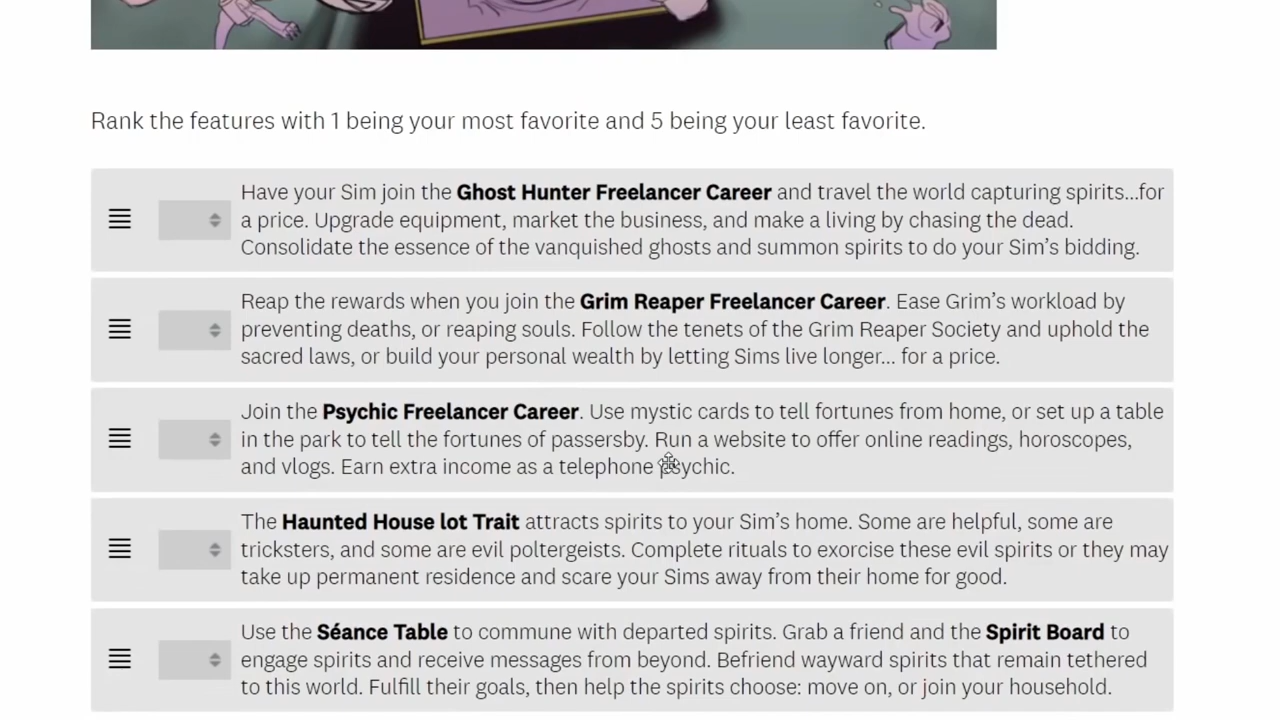 Rank the features with 1 being your most favorite and 5 being your least favorite.
Have your Sim join the Ghost Hunter Freelancer Career and travel the world capturing spirits...for
a price. Upgrade equipment, market the business, and make a living by chasing the dead.
Consolidate the essence of the vanquished ghosts and summon spirits to do your Sim's bidding.
Reap the rewards when you join the Grim Reaper Freelancer Career. Ease Grim's workload by
preventing deaths, or reaping souls. Follow the tenets of the Grim Reaper Society and uphold the
sacred laws, or build your personal wealth by letting Sims live longer... for a price.
Join the Psychic Freelancer Career. Use mystic cards to tell fortunes from home, or set up a table
in the park to tell the fortunes of passersby. Run a website to offer online readings, horoscopes,
and vlogs. Earn extra income as a telephone psychic.
The Haunted House lot Trait attracts spirits to your Sim's home. Some are helpful, some are
tricksters, and some are evil poltergeists. Complete rituals to exorcise these evil spirits or they may
take up permanent residence and scare your Sims away from their home for good.
Use the Séance Table to commune with departed spirits. Grab a friend and the Spirit Board to
engage spirits and receive messages from beyond. Befriend wayward spirits that remain tethered
to this world. Fulfill their goals, then help the spirits choose: move on, or join your household.